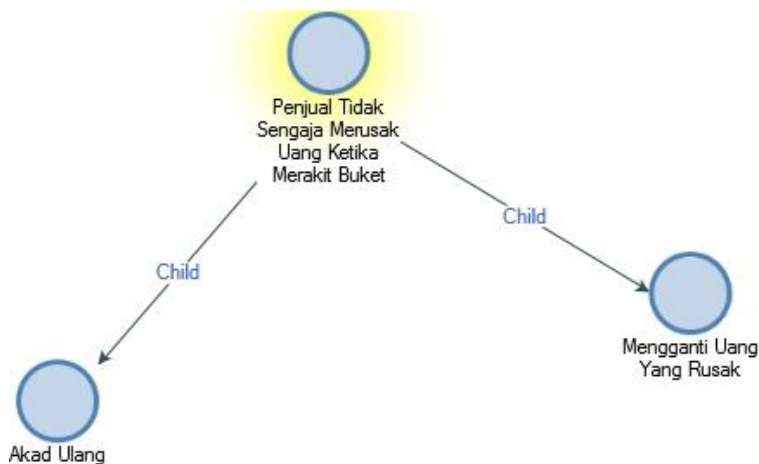 Penjual Tidak
Sengaja Merusak
Uang Ketika
Merakit Buket
Child
Child
Mengganti Uang
Yang Rusak
Akad Ulang